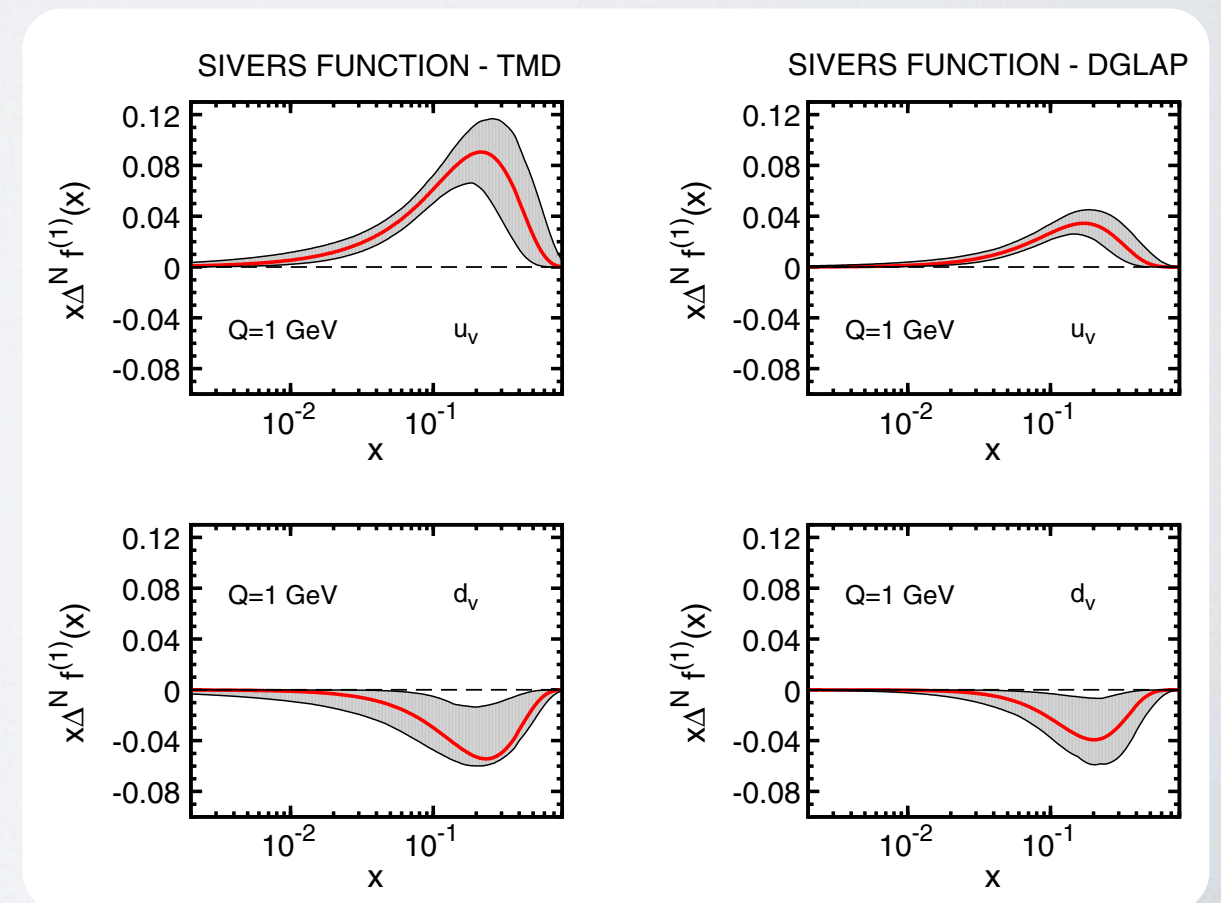 SIVERS FUNCTION - TMD
0.12
0.08
0.04
0
-0.04
-0.08
xΔ^N f^(1)(x)
Q=1 GeV
u_v
10^-2
10^-1
x
SIVERS FUNCTION - DGLAP
0.12
0.08
0.04
0
-0.04
-0.08
xΔ^N f^(1)(x)
Q=1 GeV
u_v
10^-2
10^-1
x
0.12
0.08
0.04
0
-0.04
-0.08
xΔ^N f^(1)(x)
Q=1 GeV
d_v
10^-2
10^-1
x
0.12
0.08
0.04
0
-0.04
-0.08
xΔ^N f^(1)(x)
Q=1 GeV
d_v
10^-2
10^-1
x